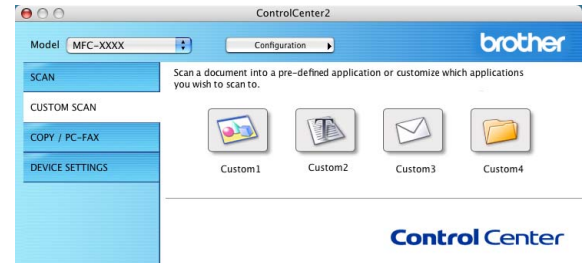 ControlCenter2
Model MFC-XXXX Configuration brother
SCAN
CUSTOM SCAN
COPY / PC-FAX
DEVICE SETTINGS
Scan a document into a pre-defined application or customize which applications
you wish to scan to.
Custom1 Custom2 Custom3 Custom4
Control Center